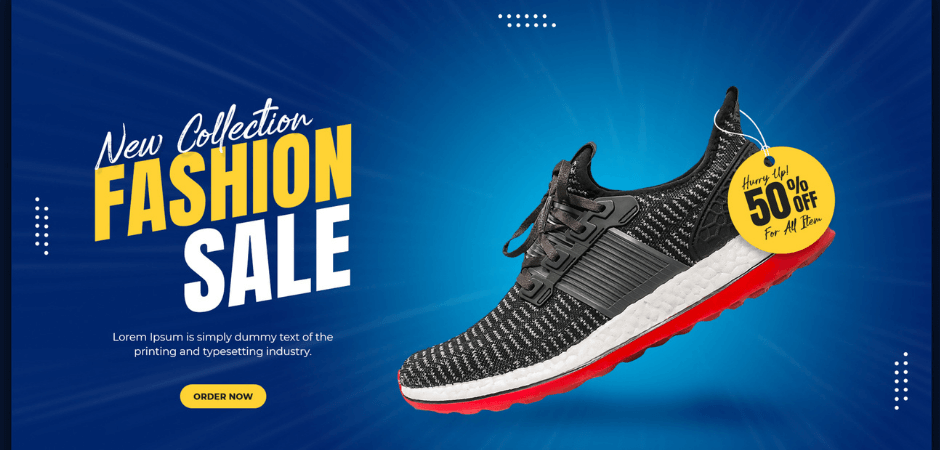 New Collection
FASHION
SALE
Lorem Ipsum is simply dummy text of the
printing and typesetting industry.
ORDER NOW
Hurry Up!
50% OFF
For All Item